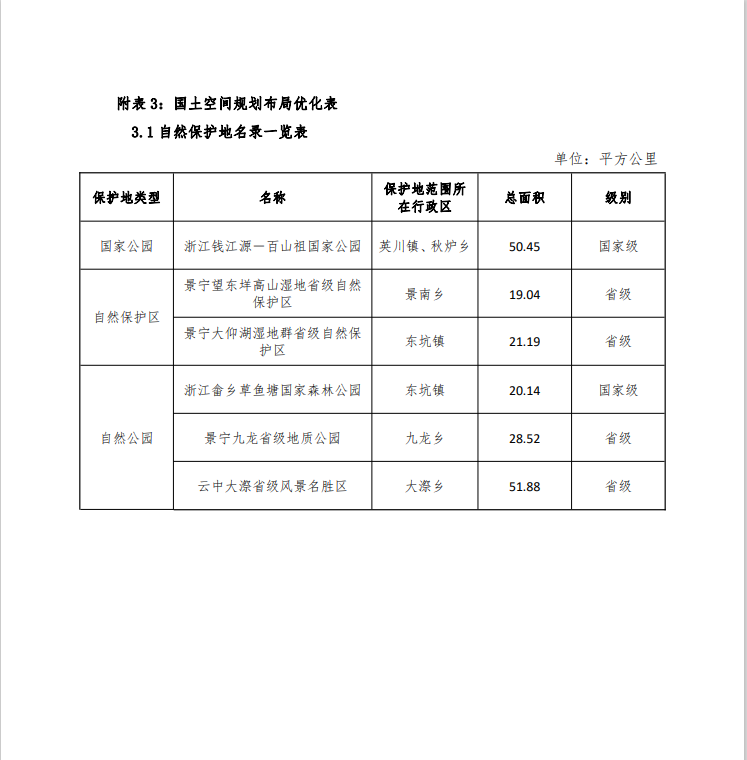 附表 3：国土空间规划布局优化表
3.1 自然保护地名录一览表
单位：平方公里
保护地类型 名称 保护地范围所在行政区 总面积 级别
国家公园 浙江钱江源—百山祖国家公园 英川镇、秋炉乡 50.45 国家级
自然保护区 景宁望东垟高山湿地省级自然保护区 景南乡 19.04 省级
景宁大仰湖湿地群省级自然保护区 东坑镇 21.19 省级
自然公园 浙江畲乡草鱼塘国家森林公园 东坑镇 20.14 国家级
景宁九龙省级地质公园 九龙乡 28.52 省级
云中大漈省级风景名胜区 大漈乡 51.88 省级